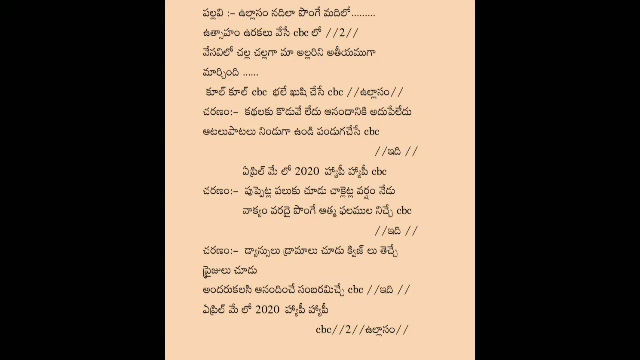 పల్లవి :- ఉల్లాసం నదిలా పొంగే మదిలో.........
ఉత్సాహం ఉరకలు వేసే cbc లో //2//
వేసవిలో చల్ల చల్లగా మా అల్లరిని అతీయముగా
మార్చింది ......
కూల్ కూల్ cbc భలే ఖుషి చేసే cbc //ఉల్లాసం//
చరణం:- కథలకు కొడువే లేదు ఆనందానికి అదుపేలేదు
ఆటలుపాటలు నిండుగా ఉండి పండుగచేసే cbc
//ఇది //
ఏప్రిల్ మే లో 2020 హ్యాపీ హ్యాపీ cbc
చరణం:- పుప్పెట్ల పలుకు చూడు చాక్లెట్ల వర్షం నేడు
వాక్యం వరదై పొంగే ఆత్మ ఫలముల నిచ్చే cbc
//ఇది //
చరణం:- డ్యాన్సులు డ్రామాలు చూడు క్విజ్ లు తెచ్చే
ప్రైజులు చూడు
అందరుకలసి ఆనందించే సంబరమిచ్చే cbc //ఇది //
ఏప్రిల్ మే లో 2020 హ్యాపీ హ్యాపీ
cbc//2//ఉల్లాసం//